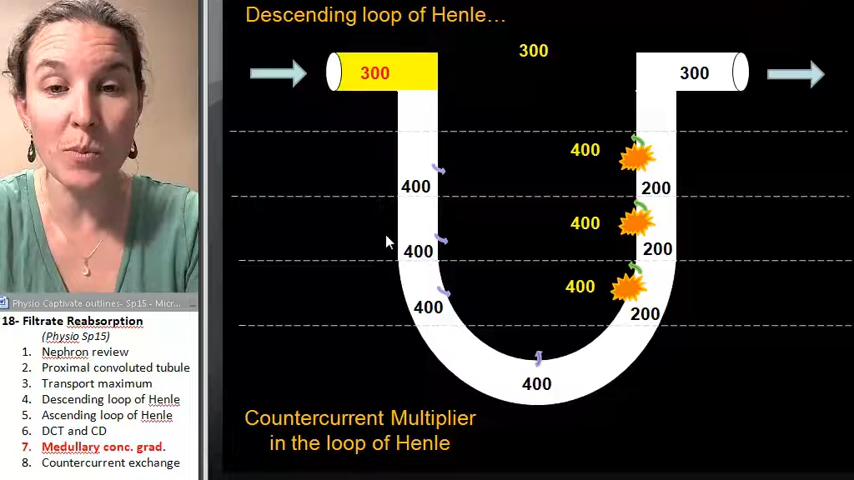 Descending loop of Henle...
300
300
300
400
400
200
400
400
200
400
400
200
400
Countercurrent Multiplier
in the loop of Henle
Physio Captivate outlines- Sp15 - Micr...
18- Filtrate Reabsorption
(Physio Sp15)
1. Nephron review
2. Proximal convoluted tubule
3. Transport maximum
4. Descending loop of Henle
5. Ascending loop of Henle
6. DCT and CD
7. Medullary conc. grad.
8. Countercurrent exchange